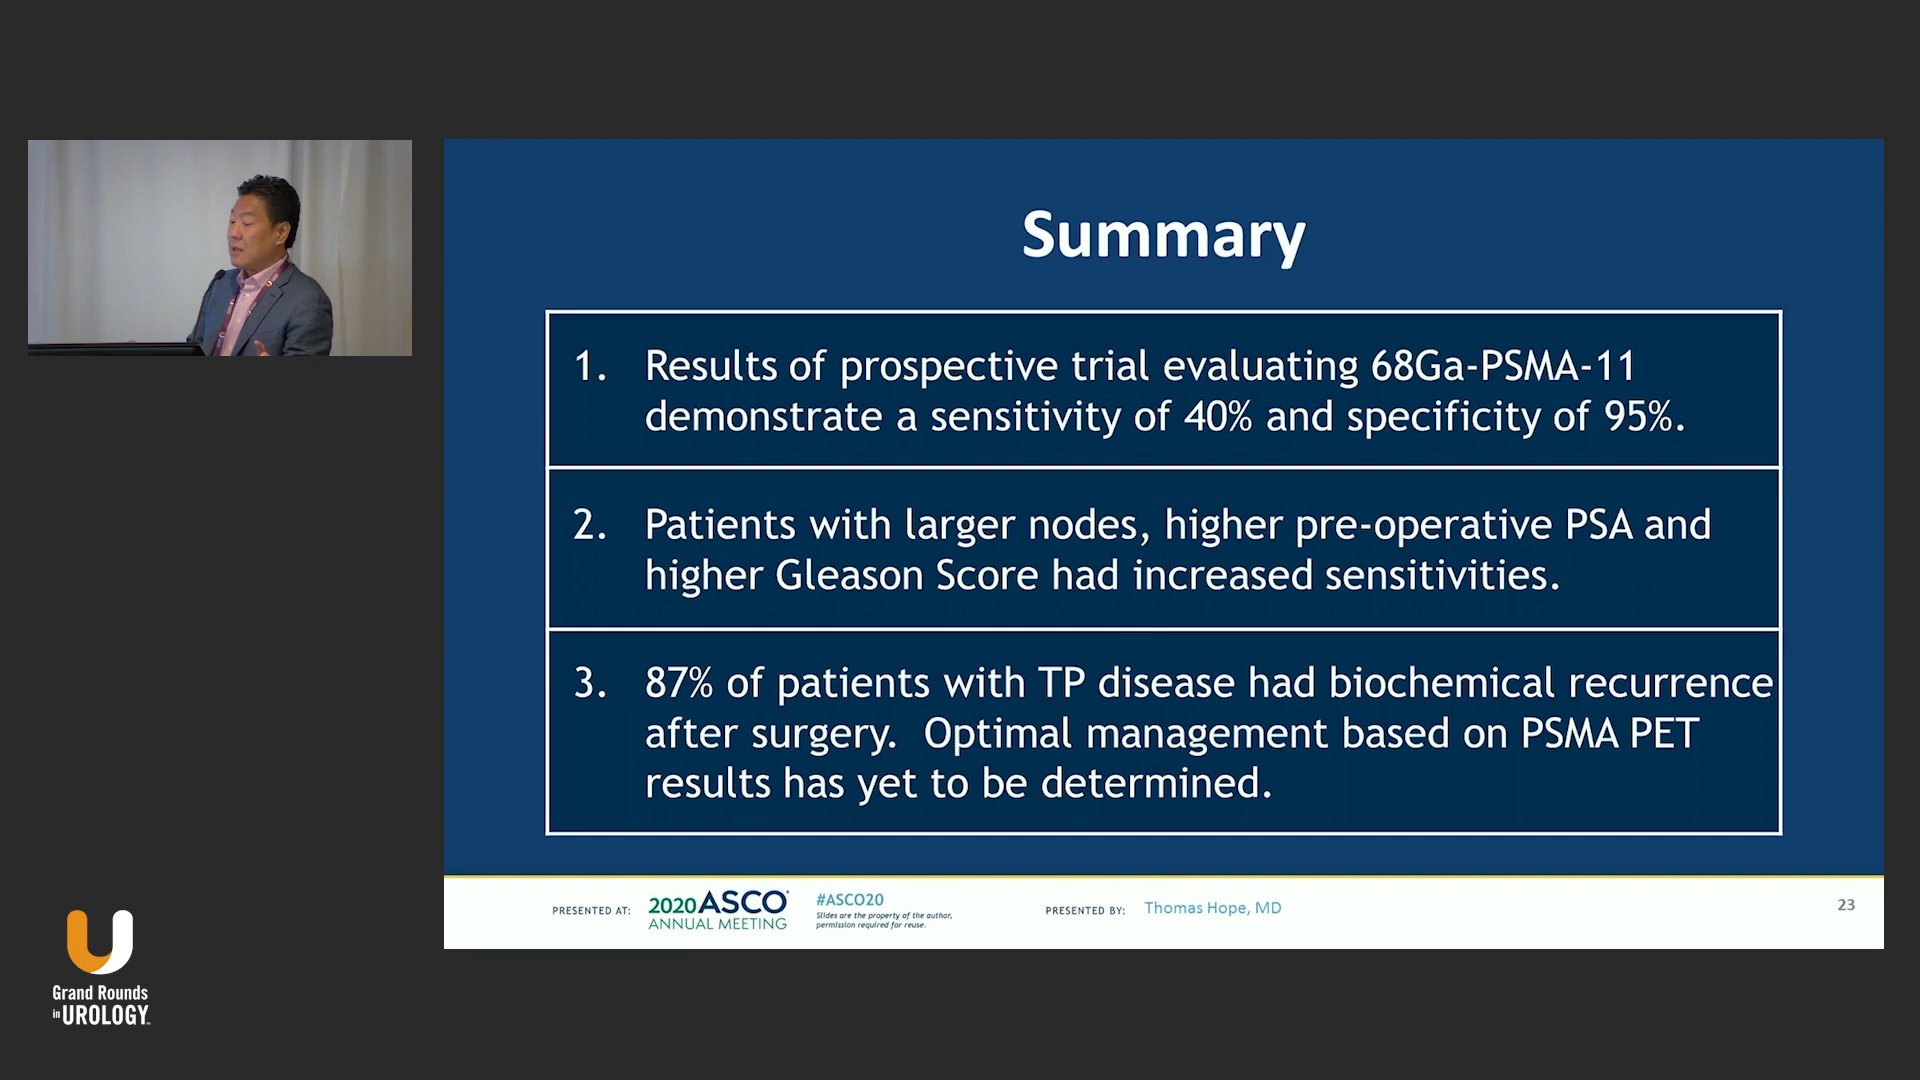 Summary
1. Results of prospective trial evaluating 68Ga-PSMA-11
demonstrate a sensitivity of 40% and specificity of 95%.
2. Patients with larger nodes, higher pre-operative PSA and
higher Gleason Score had increased sensitivities.
3. 87% of patients with TP disease had biochemical recurrence
after surgery. Optimal management based on PSMA PET
results has yet to be determined.
PRESENTED AT:
2020 ASCO
ANNUAL MEETING
#ASCO20
Slides are the property of the author,
permission required for reuse.
PRESENTED BY: Thomas Hope, MD
23
Grand Rounds
in UROLOGY